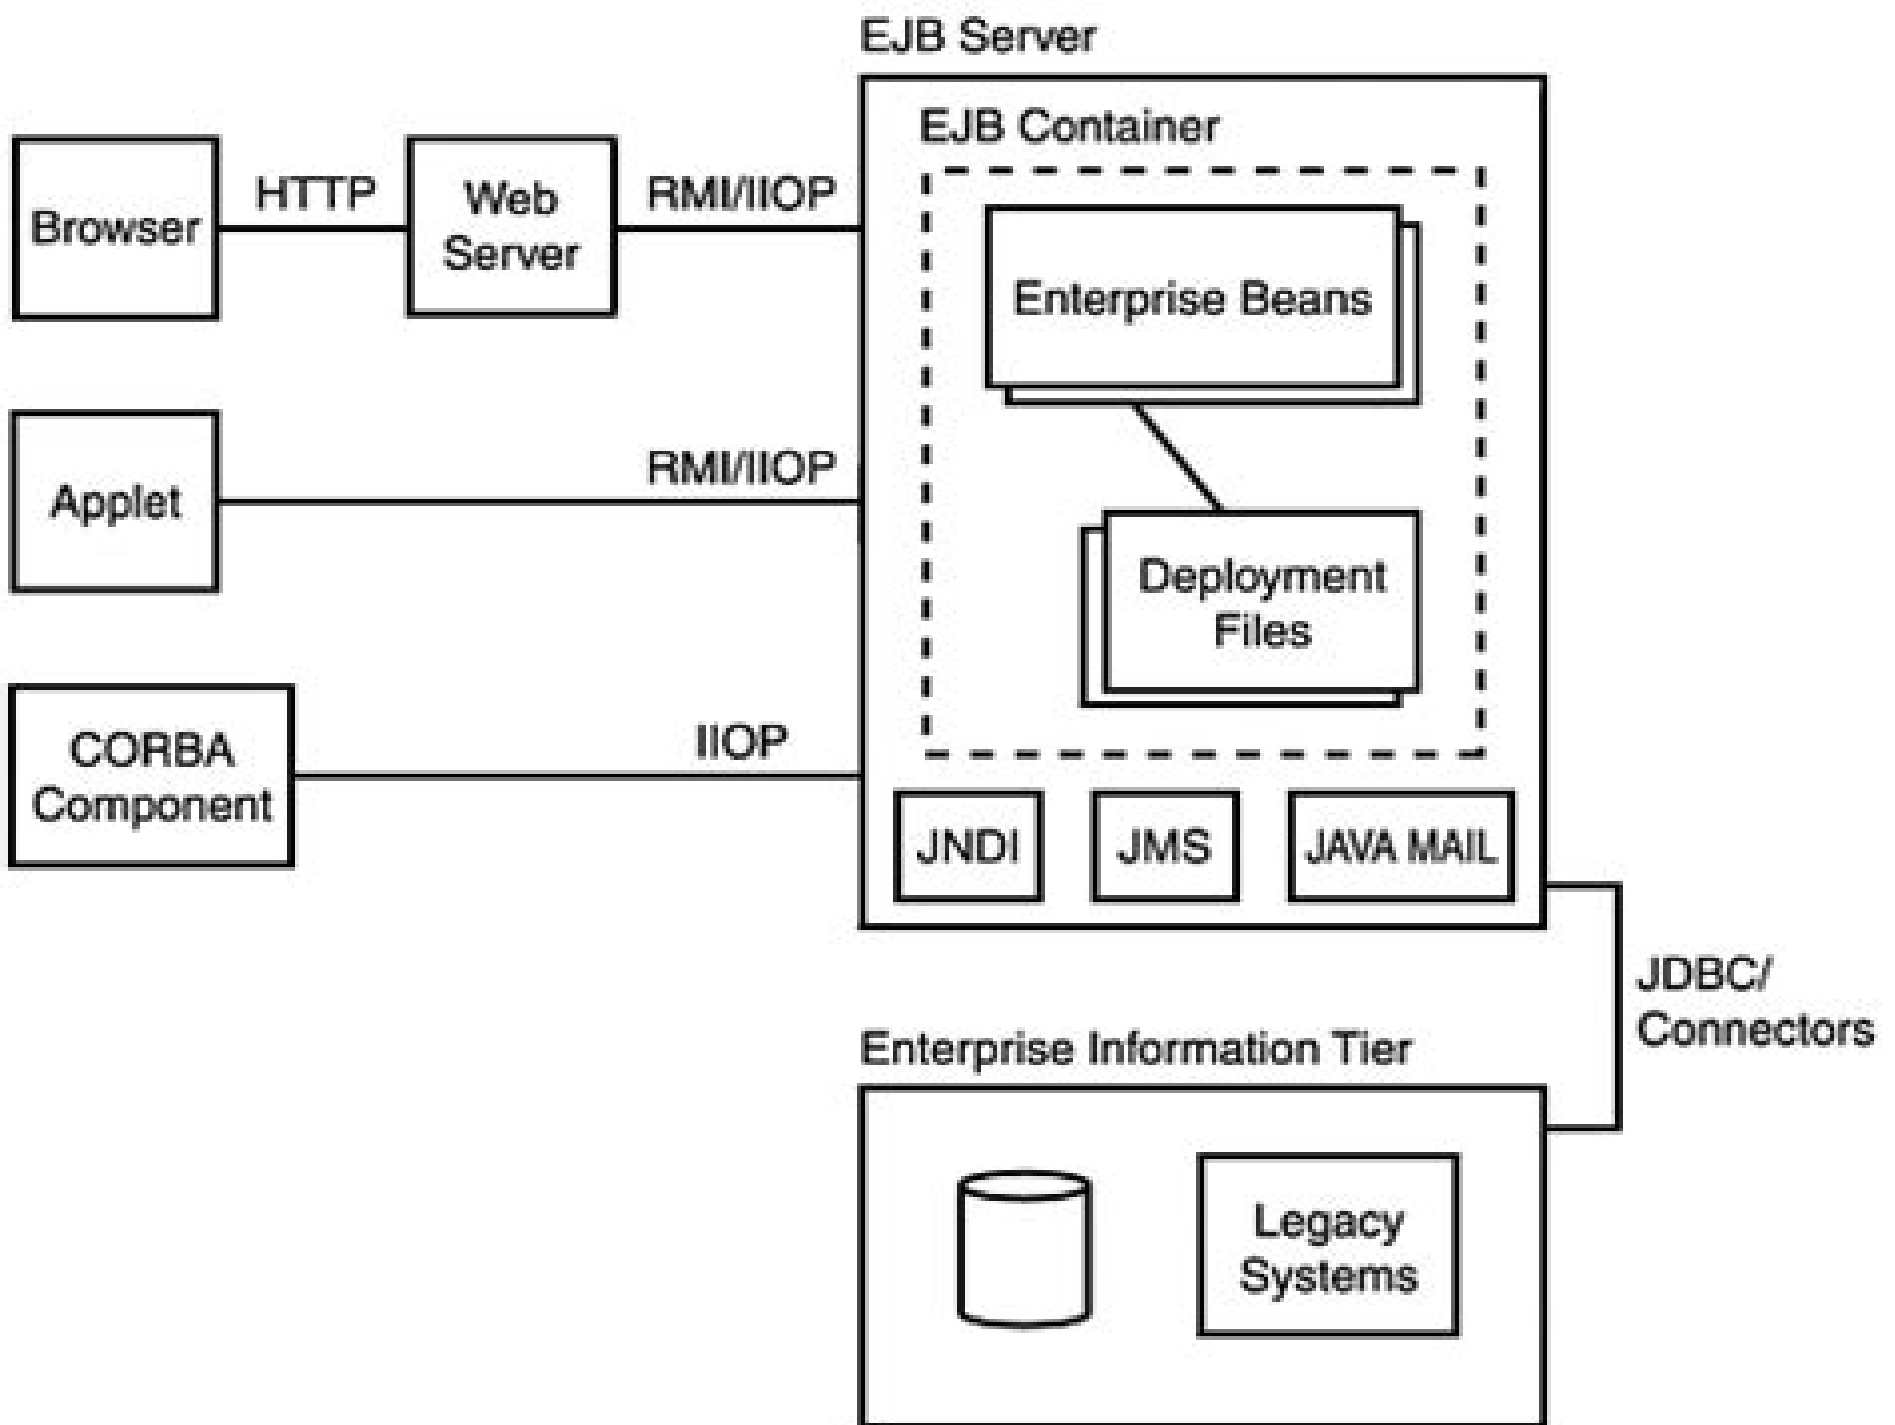 EJB Server
EJB Container
Browser
HTTP
Web
Server
RMI/IIOP
Enterprise Beans
Applet
RMI/IIOP
Deployment
Files
CORBA
Component
IIOP
JNDI
JMS
JAVA MAIL
JDBC/
Connectors
Enterprise Information Tier
Legacy
Systems